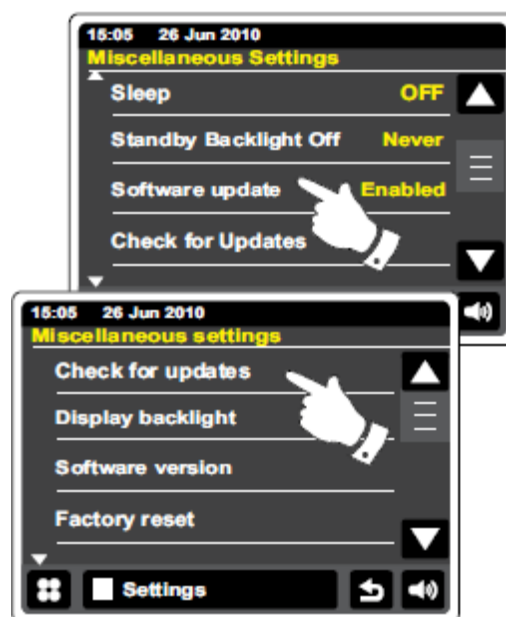 15:05 26 Jun 2010
Miscellaneous Settings
Sleep OFF
Standby Backlight Off Never
Software update Enabled
Check for Updates
15:05 26 Jun 2010
Miscellaneous settings
Check for updates
Display backlight
Software version
Factory reset
Settings